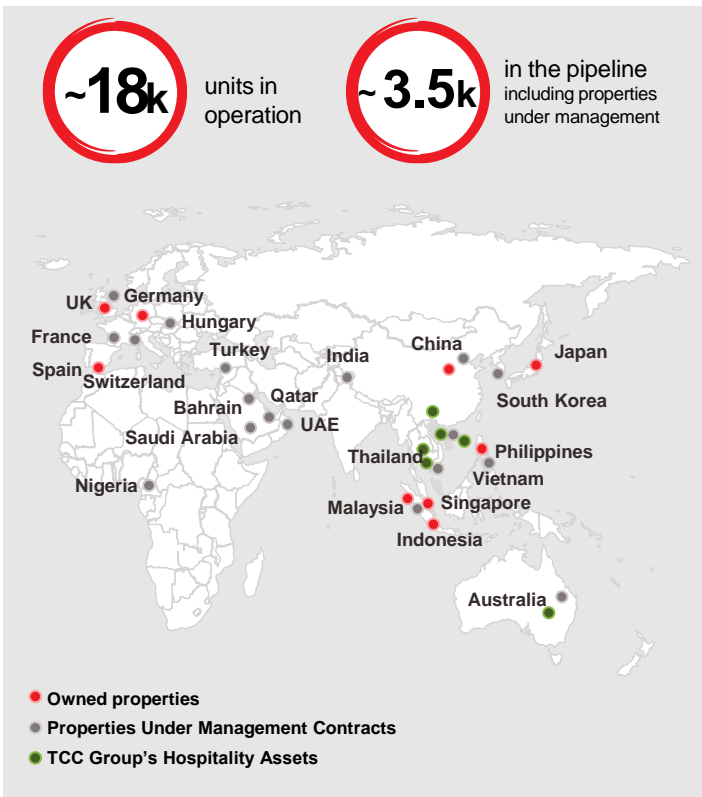 ~18k
units in
operation
~ 3.5k
in the pipeline
including properties
under management
UK
Germany
France
Hungary
Spain
Switzerland
Turkey
India
China
Japan
South Korea
Bahrain
Qatar
UAE
Saudi Arabia
Thailand
Philippines
Vietnam
Nigeria
Malaysia
Singapore
Indonesia
Australia
Owned properties
Properties Under Management Contracts
TCC Group's Hospitality Assets